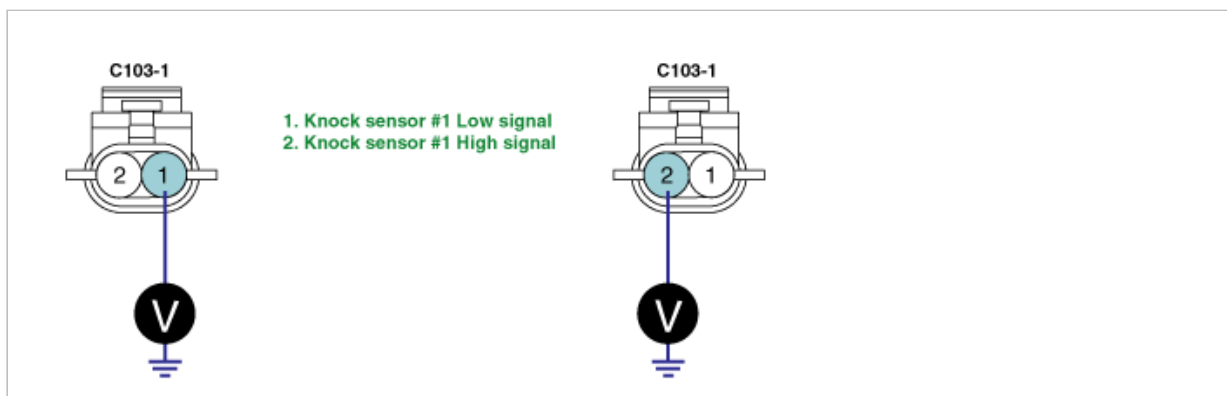 C103-1
C103-1
1. Knock sensor #1 Low signal
2. Knock sensor #1 High signal
2 1
2 1
V
V